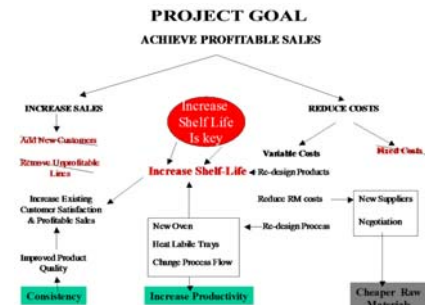 PROJECT GOAL
ACHIEVE PROFITABLE SALES
INCREASE SALES
Increase
Shelf Life
Is key
REDUCE COSTS
Add New Customers
Remove Unprofitable
Lines
Variable Costs
Fixed Costs
Increase Shelf-Life
Re-design Products
Increase Existing
Customer Satisfaction
& Profitable Sales
Reduce RM costs
New Suppliers
Negotiation
New Oven
Heat Labile Trays
Change Process Flow
Re-design Process
Improved Product
Quality
Consistency
Increase Productivity
Cheaper Raw
Materials